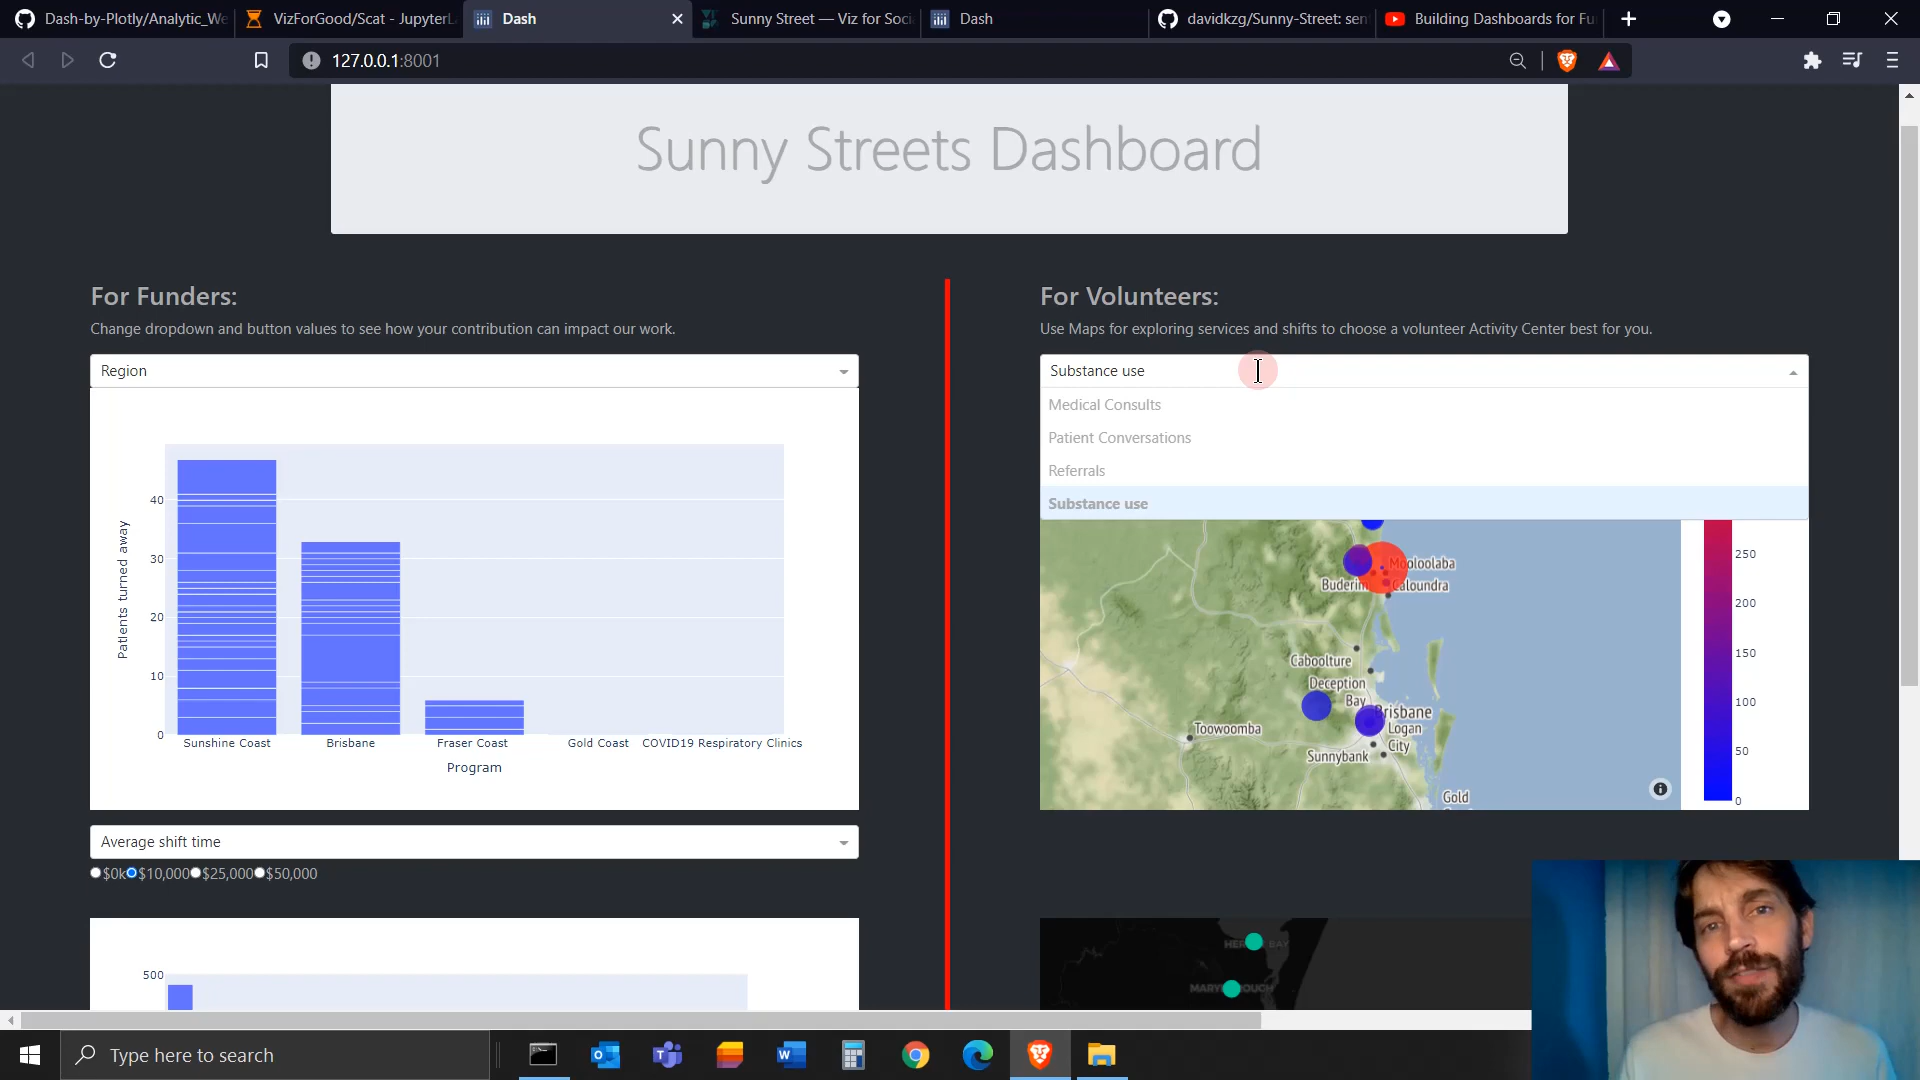 Dash-by-Plotly/Analytic_We
VizForGood/Scat - JupyterL
Dash
Sunny Street — Viz for Soci
Dash
davidkzg/Sunny-Street: sen
Building Dashboards for Fu
127.0.0.1:8001
Sunny Streets Dashboard
For Funders:
Change dropdown and button values to see how your contribution can impact our work.
Region
Patients turned away
40
30
20
10
0
Sunshine Coast
Brisbane
Fraser Coast
Gold Coast
COVID19 Respiratory Clinics
Program
Average shift time
$0k $10,000 $25,000 $50,000
500
For Volunteers:
Use Maps for exploring services and shifts to choose a volunteer Activity Center best for you.
Substance use
Medical Consults
Patient Conversations
Referrals
Substance use
Mooloolaba
Buderim
Caloundra
Caboolture
Deception
Bay
Brisbane
Logan
City
Toowoomba
Sunnybank
Gold
250
200
150
100
50
0
Type here to search